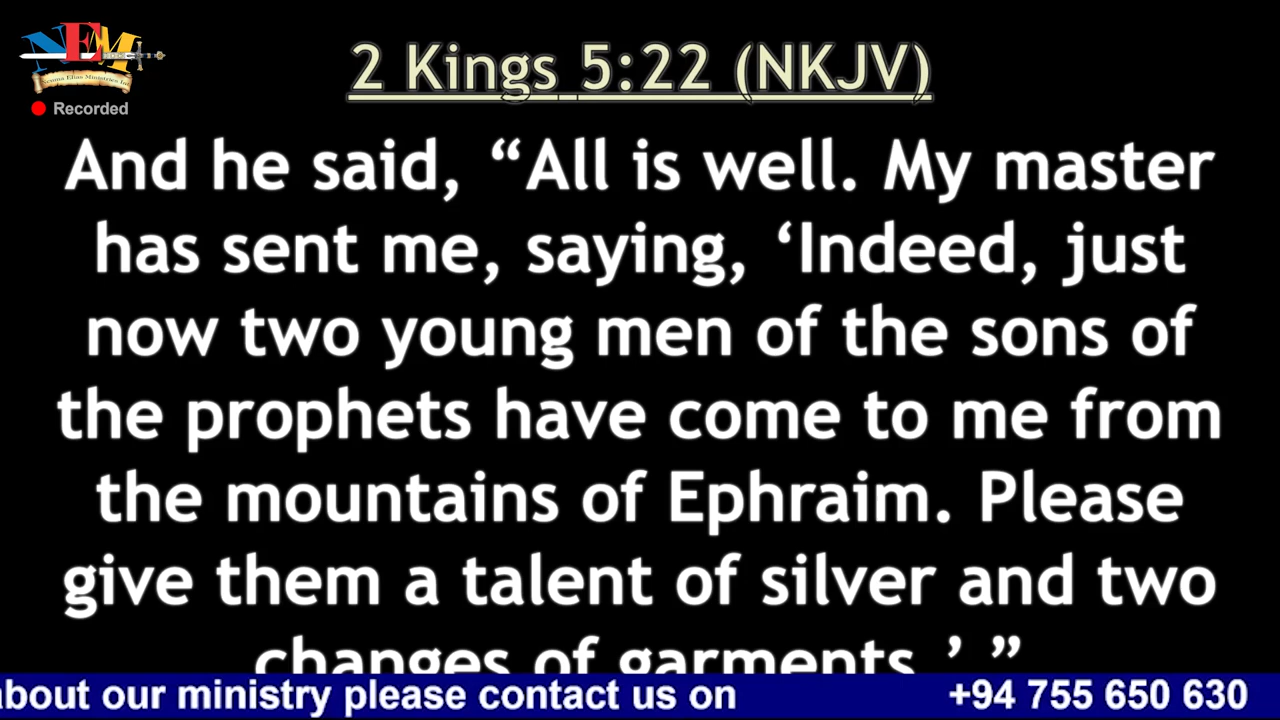 NEM
Recorded
2 Kings 5:22 (NKJV)
And he said, “All is well. My master
has sent me, saying, ‘Indeed, just
now two young men of the sons of
the prophets have come to me from
the mountains of Ephraim. Please
give them a talent of silver and two
changes of garments.’ ”
about our ministry please contact us on +94 755 650 630